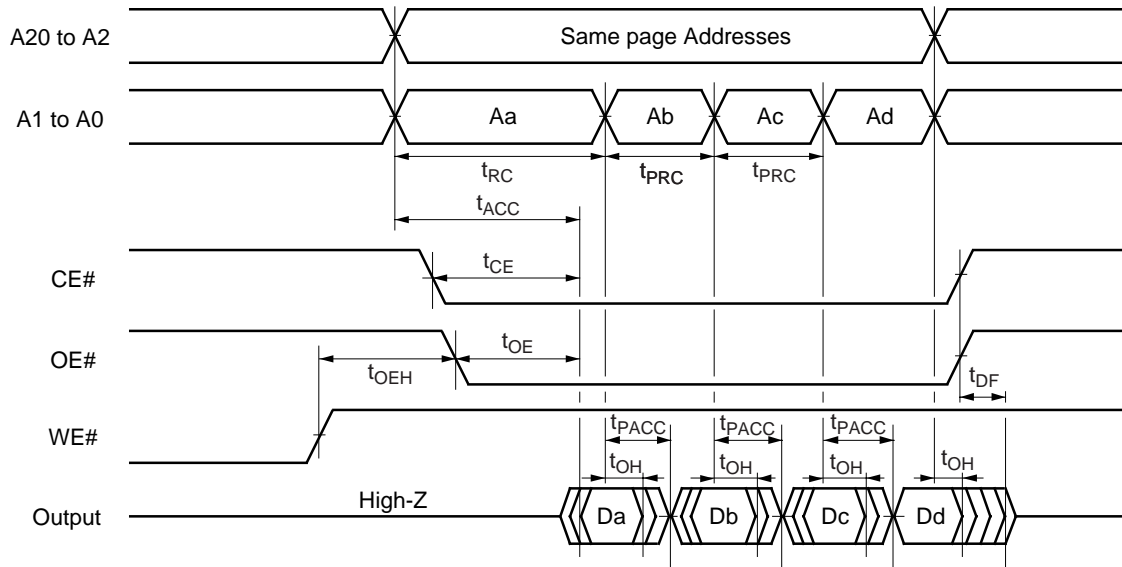 A20 to A2 Same page Addresses
A1 to A0 Aa Ab Ac Ad
tRC tPRC tPRC
tACC
CE# tCE
OE# tOE
tOEH tDF
WE# tPACC tPACC tPACC
tOH tOH tOH tOH
High-Z
Output Da Db Dc Dd